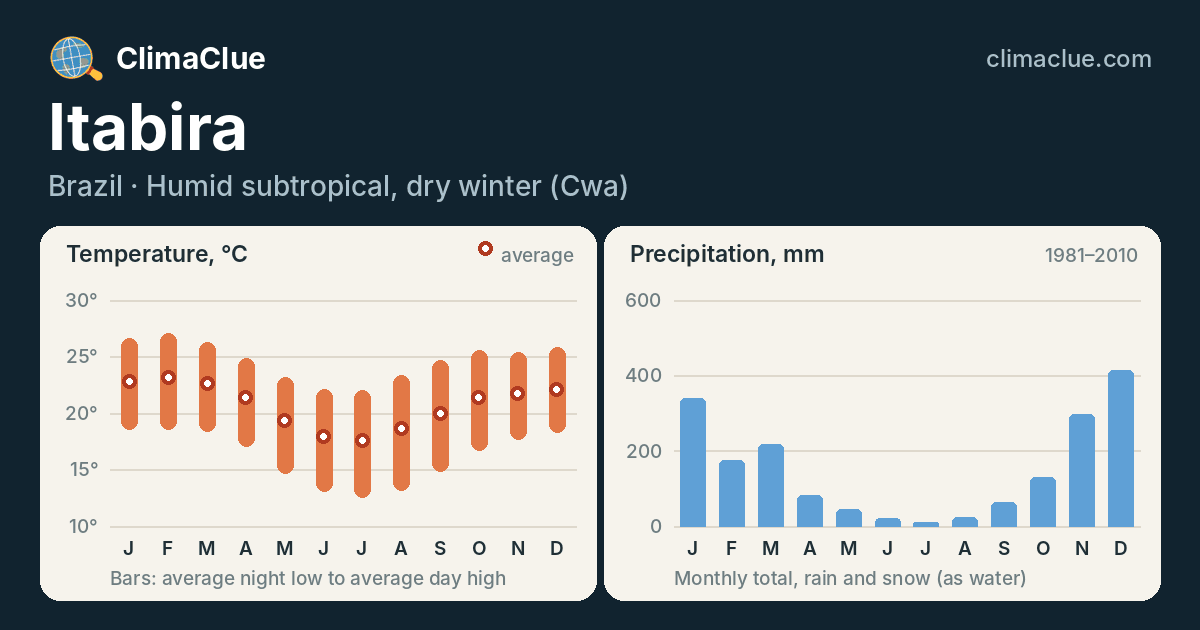 ClimaClue
climaclue.com
Itabira
Brazil · Humid subtropical, dry winter (Cwa)
Temperature, °C
average
30°
25°
20°
15°
10°
J F M A M J J A S O N D
Bars: average night low to average day high
Precipitation, mm
1981–2010
600
400
200
0
J F M A M J J A S O N D
Monthly total, rain and snow (as water)